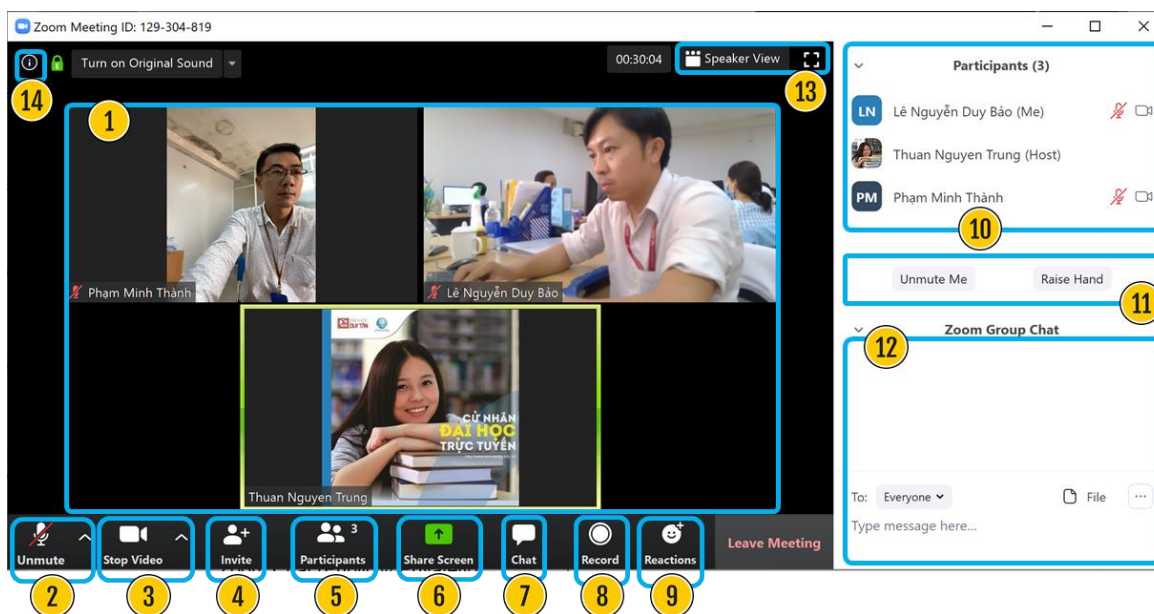 Zoom Meeting ID: 129-304-819
Turn on Original Sound
00:30:04
Speaker View
14
13
1
Phạm Minh Thành
Lê Nguyễn Duy Bảo
ĐẠI HỌC
DUY TÂN
CỬ NHÂN
ĐẠI HỌC
TRỰC TUYẾN
Thuan Nguyen Trung
Participants (3)
LN Lê Nguyễn Duy Bảo (Me)
Thuan Nguyen Trung (Host)
PM Phạm Minh Thành
10
Unmute Me Raise Hand
11
Zoom Group Chat
12
To: Everyone File ...
Type message here...
3
Unmute Stop Video Invite Participants Share Screen Chat Record Reactions Leave Meeting
2 3 4 5 6 7 8 9